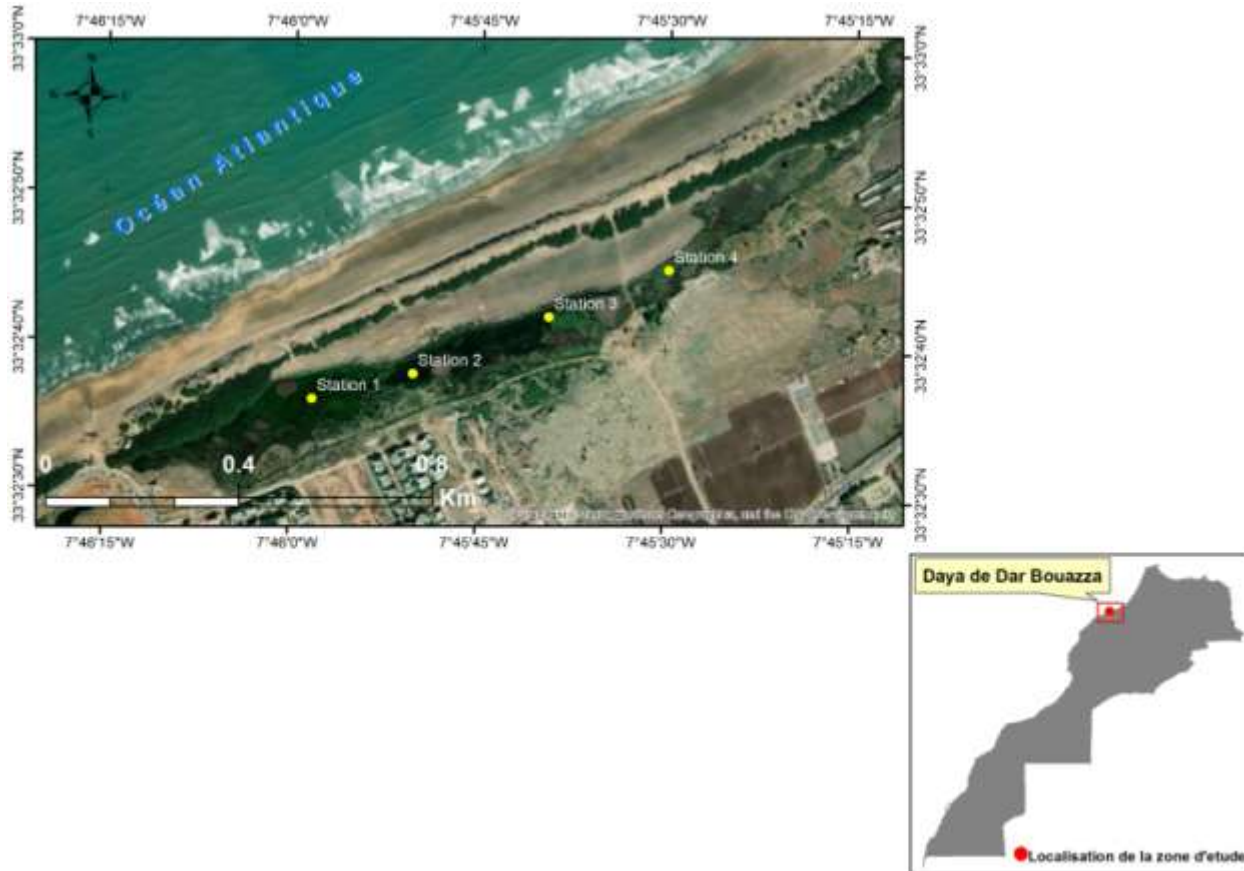 7°46'15"W 7°46'0"W 7°45'45"W 7°45'30"W 7°45'15"W
33°33'0"N
33°33'0"N
Océan Atlantique
33°32'50"N
33°32'50"N
Station 4
Station 3
33°32'40"N
33°32'40"N
Station 2
Station 1
0 0.4 0.8
Km
33°32'30"N
33°32'30"N
7°46'15"W 7°46'0"W 7°45'45"W 7°45'30"W 7°45'15"W
Daya de Dar Bouazza
Localisation de la zone d'etude